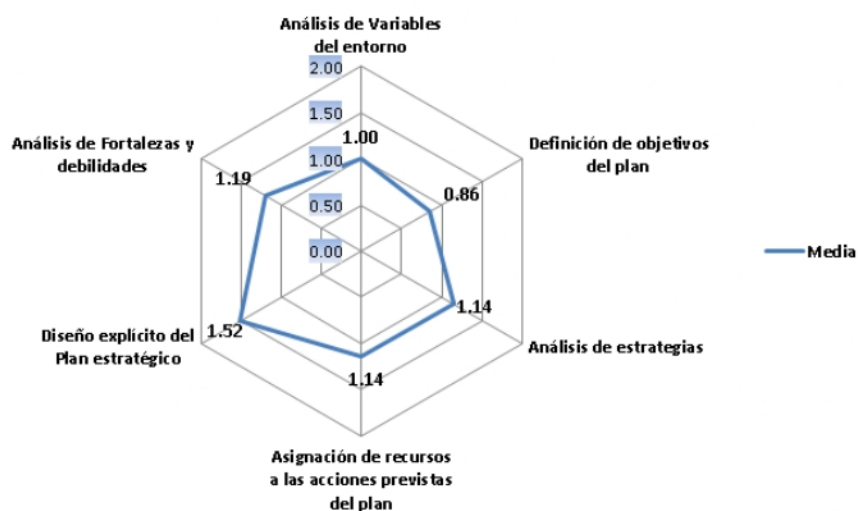 Análisis de Variables
del entorno
2.00
1.50
1.00
1.00
0.50
0.00
Definición de objetivos
del plan
0.86
Análisis de Fortalezas y
debilidades
1.19
Media
1.14
Análisis de estrategias
Diseño explícito del
Plan estratégico
1.52
1.14
Asignación de recursos
a las acciones previstas
del plan